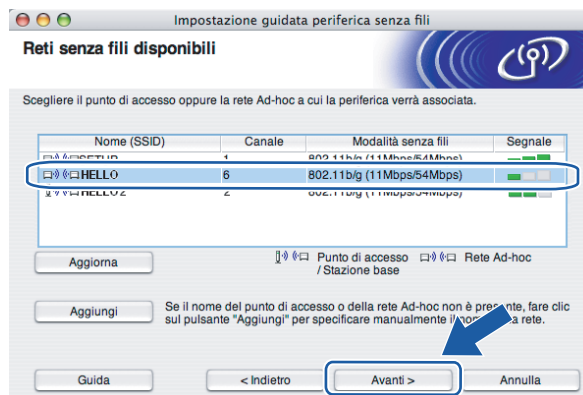 Impostazione guidata periferica senza fili
Reti senza fili disponibili
Scegliere il punto di accesso oppure la rete Ad-hoc a cui la periferica verrà associata.
Nome (SSID) Canale Modalità senza fili Segnale
SETUP 1 802.11b/g (11Mbps/54Mbps)
HELLO 6 802.11b/g (11Mbps/54Mbps)
HELLO2 2 802.11b/g (11Mbps/54Mbps)
Aggiorna
Punto di accesso Rete Ad-hoc
/ Stazione base
Aggiungi
Se il nome del punto di accesso o della rete Ad-hoc non è presente, fare clic
sul pulsante "Aggiungi" per specificare manualmente il rete.
Guida < Indietro Avanti > Annulla